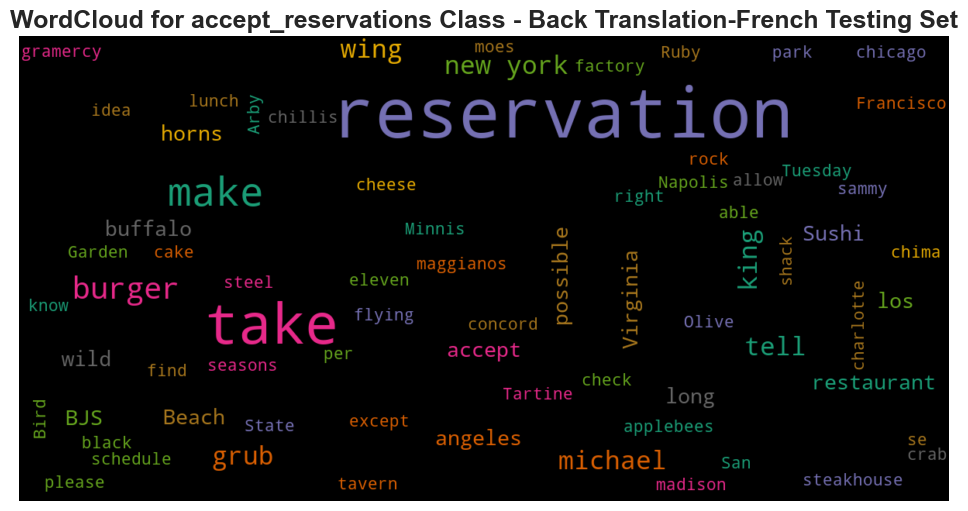 WordCloud for accept_reservations Class - Back Translation-French Testing Set
gramercy
wing
moes
new york
factory
Ruby
park
chicago
idea
lunch
Arby
chillis
reservation
Francisco
horns
rock
make
cheese
right
Napolis
allow
Tuesday
sammy
able
buffalo
Minnis
possible
Virginia
king
shack
Sushi
chima
Garden
cake
maggianos
burger
steel
eleven
know
take
flying
concord
Olive
charlotte
los
wild
find
seasons
per
accept
tell
restaurant
check
Tartine
long
Bird
BJS
Beach
State
except
angeles
applebees
black
schedule
grub
michael
San
se
crab
please
tavern
madison
steakhouse